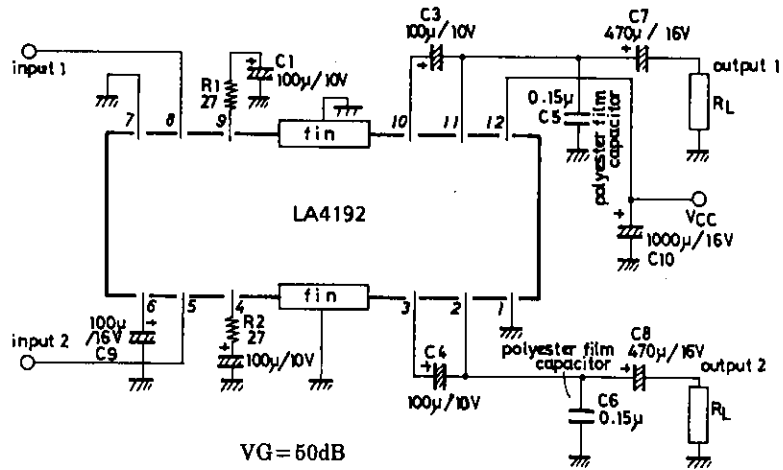 C3
100μ/10V
C7
470μ/16V
input 1
R1
27
C1
100μ/10V
output 1
RL
0.15μ
C5
polyester film
capacitor
7
8
9
fin
10
11
12
LA4192
VCC
1000μ/16V
C10
6
5
4
fin
3
2
1
100μ
/16V
C9
input 2
R2
27
100μ/10V
C4
100μ/10V
polyester film
capacitor
C8
470μ/16V
output 2
C6
0.15μ
RL
VG=50dB